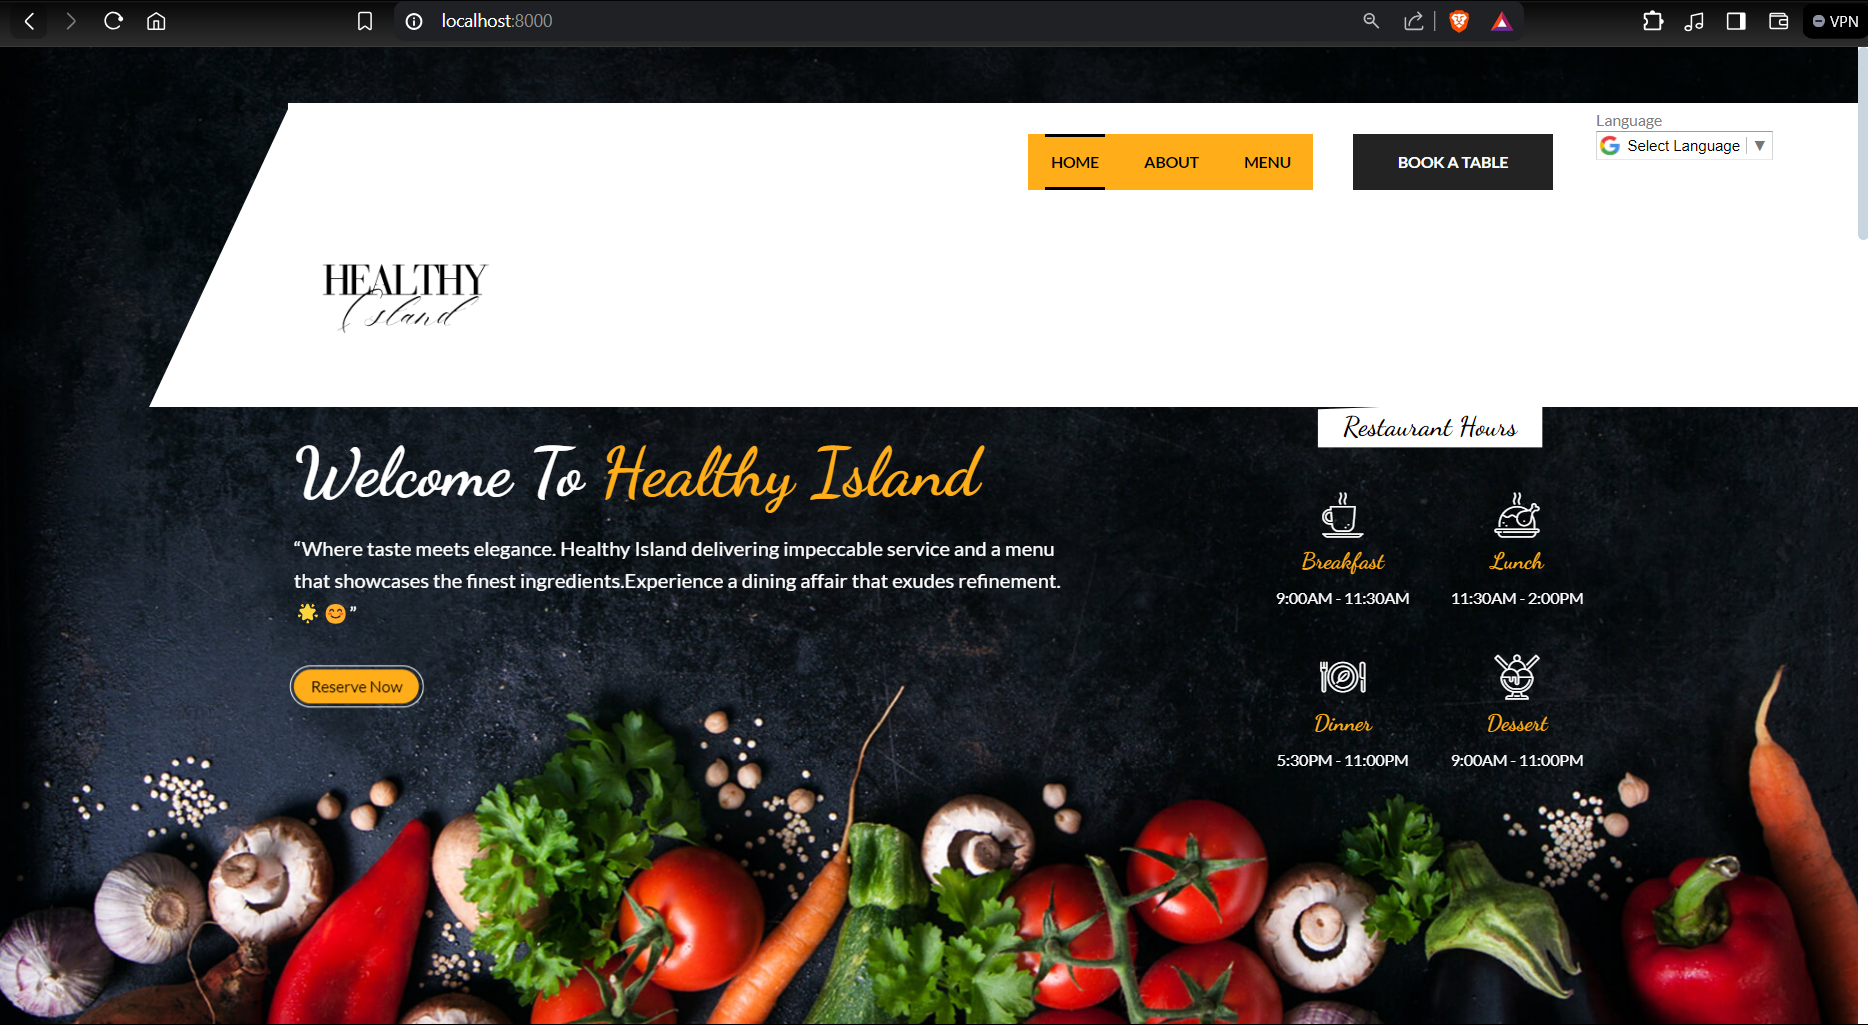 localhost:8000
VPN
HOME ABOUT MENU
BOOK A TABLE
Language
Select Language ▼
HEALTHY
Island
Welcome To Healthy Island
“Where taste meets elegance. Healthy Island delivering impeccable service and a menu
that showcases the finest ingredients.Experience a dining affair that exudes refinement.
🌟 😊 ”
Reserve Now
Restaurant Hours
Breakfast
9:00AM - 11:30AM
Lunch
11:30AM - 2:00PM
Dinner
5:30PM - 11:00PM
Dessert
9:00AM - 11:00PM